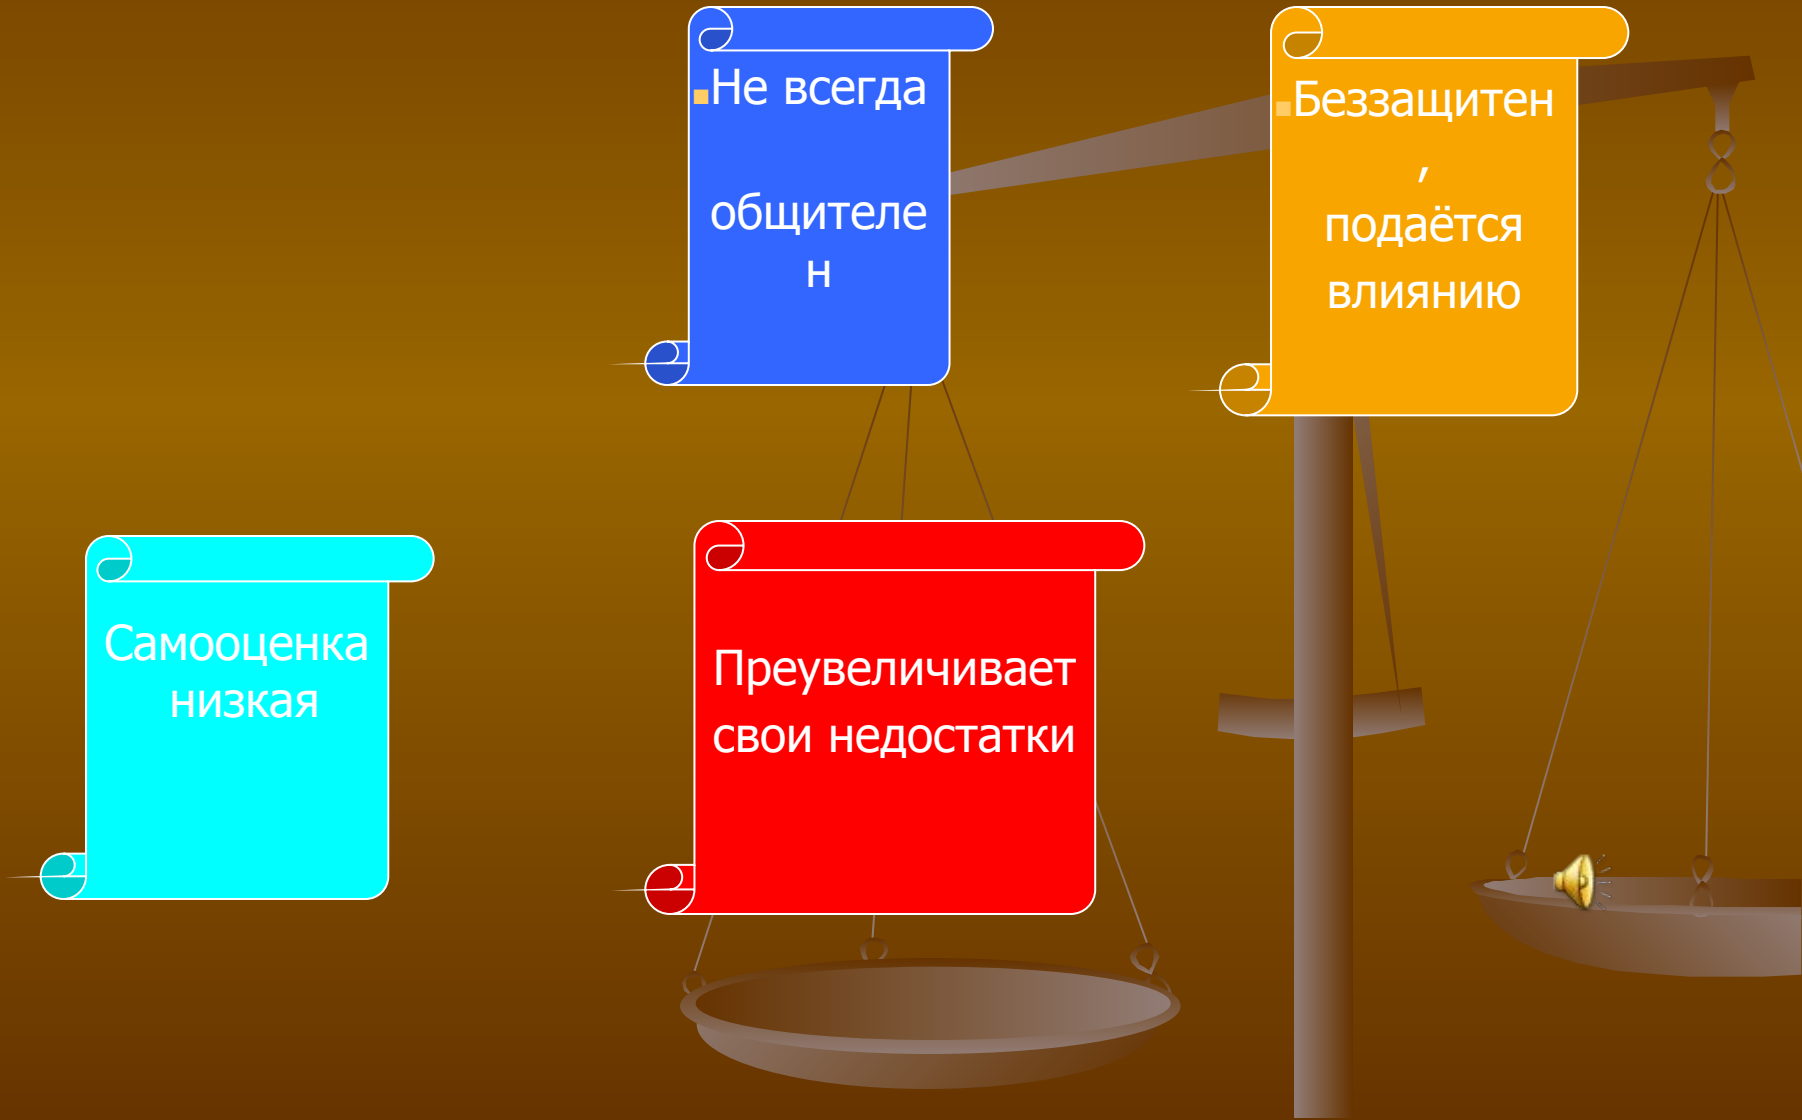 Не всегда
общителе
н
Беззащитен
,
подаётся
влиянию
Самооценка
низкая
Преувеличивает
свои недостатки